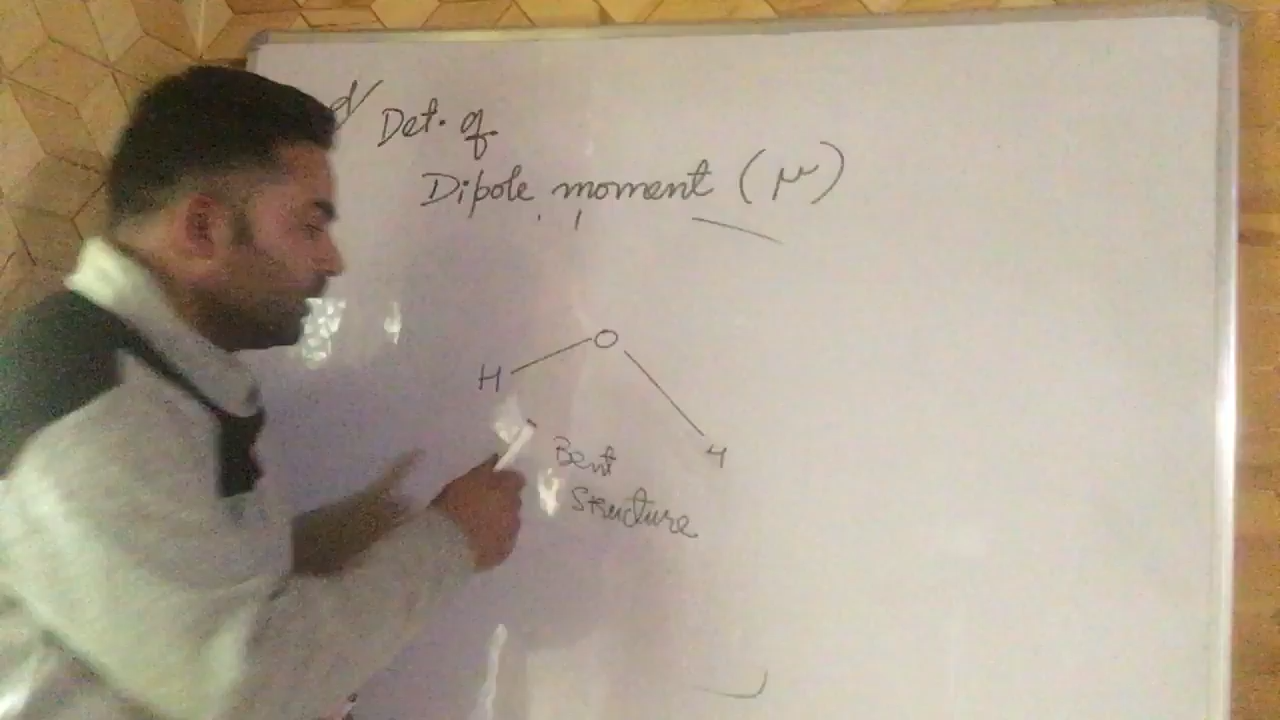 d/ Det. of
Dipole moment (μ)
O
H
H
Bent
Structure